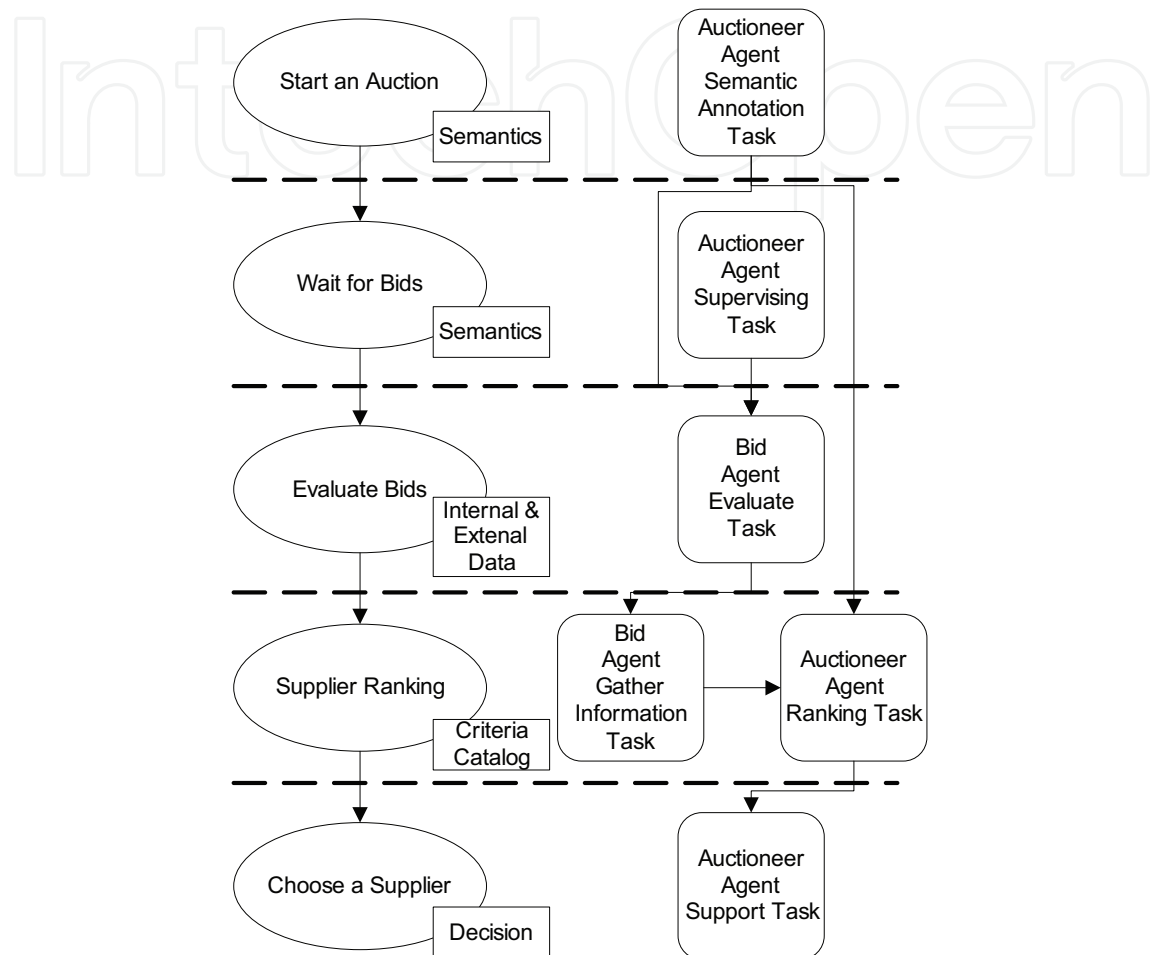 IntechOpen
Start an Auction
Semantics
Auctioneer
Agent
Semantic
Annotation
Task
Wait for Bids
Semantics
Auctioneer
Agent
Supervising
Task
Evaluate Bids
Internal &
Extenal
Data
Bid
Agent
Evaluate
Task
Supplier Ranking
Criteria
Catalog
Bid
Agent
Gather
Information
Task
Auctioneer
Agent
Ranking Task
Choose a Supplier
Decision
Auctioneer
Agent
Support Task